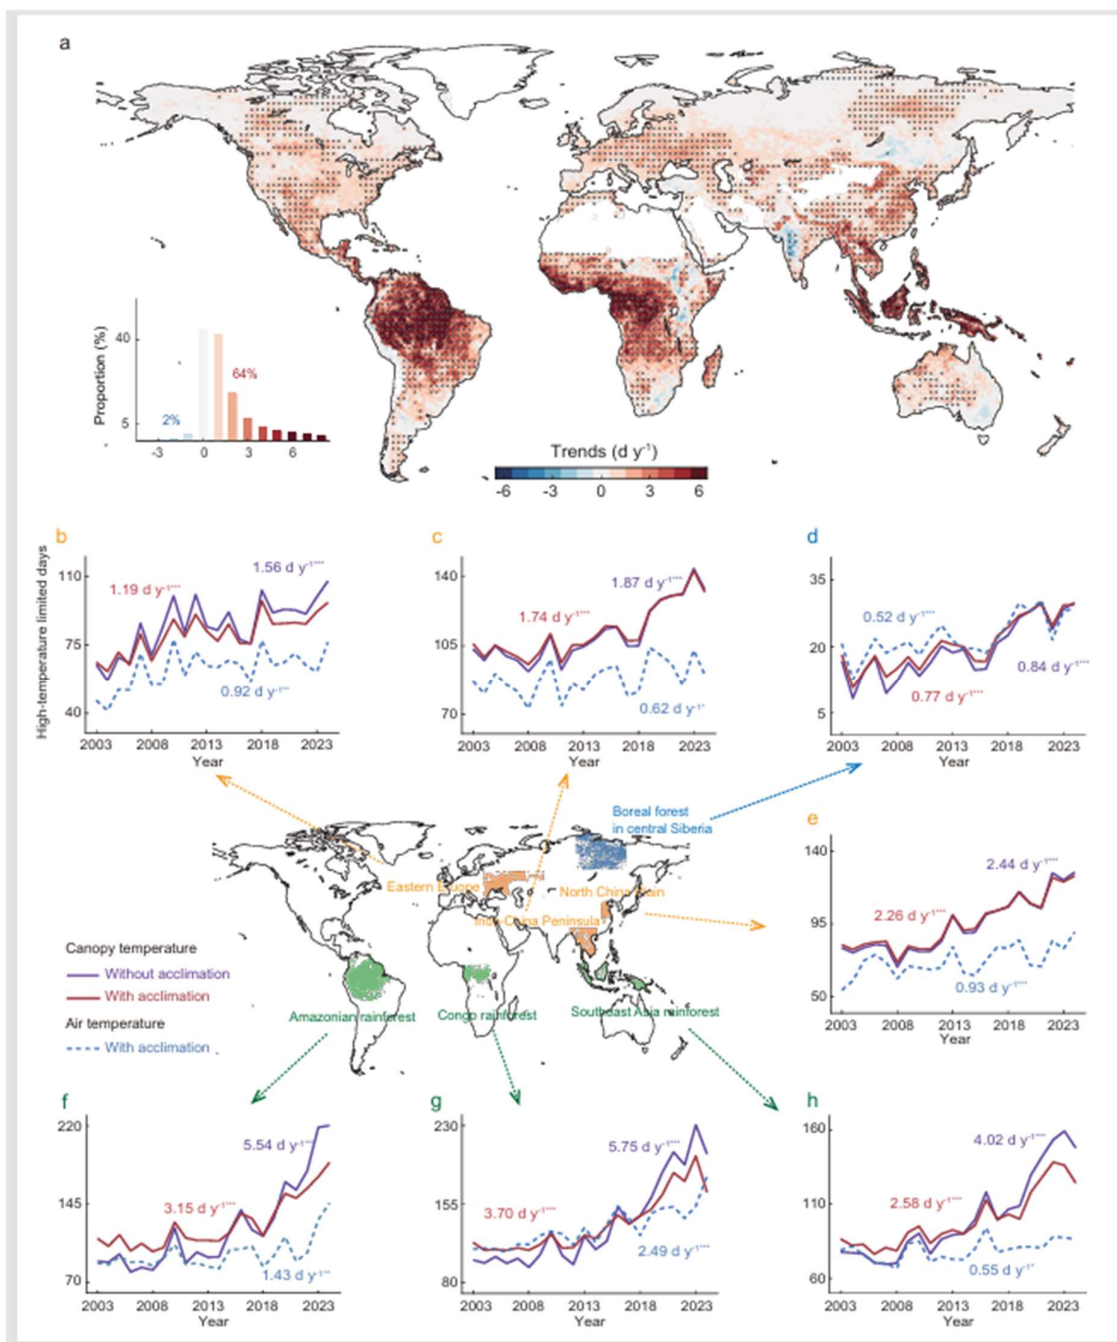 a
Proportion (%)
40
5
64%
2%
-3 0 3 6
Trends (d y-1)
-6 -3 0 3 6
b
High-temperature limited days
110
75
40
1.19 d y-1***
1.56 d y-1***
0.92 d y-1**
2003 2008 2013 2018 2023
Year
c
140
105
70
1.87 d y-1***
1.74 d y-1***
0.62 d y-1*
2003 2008 2013 2018 2023
Year
d
35
20
5
0.52 d y-1***
0.84 d y-1***
0.77 d y-1***
2003 2008 2013 2018 2023
Year
Boreal forest
in central Siberia
Eastern Europe
North China Plain
Indo-China Peninsula
Amazonian rainforest
Congo rainforest
Southeast Asia rainforest
Canopy temperature
Without acclimation
With acclimation
Air temperature
With acclimation
e
140
95
50
2.44 d y-1***
2.26 d y-1***
0.93 d y-1***
2003 2008 2013 2018 2023
Year
f
220
145
70
5.54 d y-1***
3.15 d y-1***
1.43 d y-1**
2003 2008 2013 2018 2023
Year
g
230
155
80
5.75 d y-1***
3.70 d y-1***
2.49 d y-1***
2003 2008 2013 2018 2023
Year
h
160
110
60
4.02 d y-1***
2.58 d y-1***
0.55 d y-1*
2003 2008 2013 2018 2023
Year